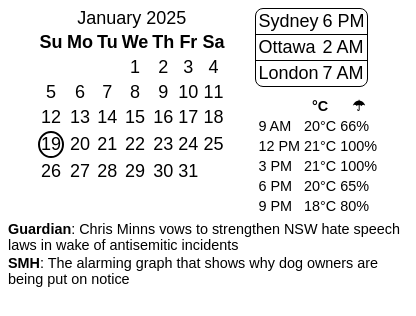 January 2025
Su Mo Tu We Th Fr Sa
1 2 3 4
5 6 7 8 9 10 11
12 13 14 15 16 17 18
19 20 21 22 23 24 25
26 27 28 29 30 31
Sydney 6 PM
Ottawa 2 AM
London 7 AM
°C ☂
9 AM 20°C 66%
12 PM 21°C 100%
3 PM 21°C 100%
6 PM 20°C 65%
9 PM 18°C 80%
Guardian: Chris Minns vows to strengthen NSW hate speech
laws in wake of antisemitic incidents
SMH: The alarming graph that shows why dog owners are
being put on notice